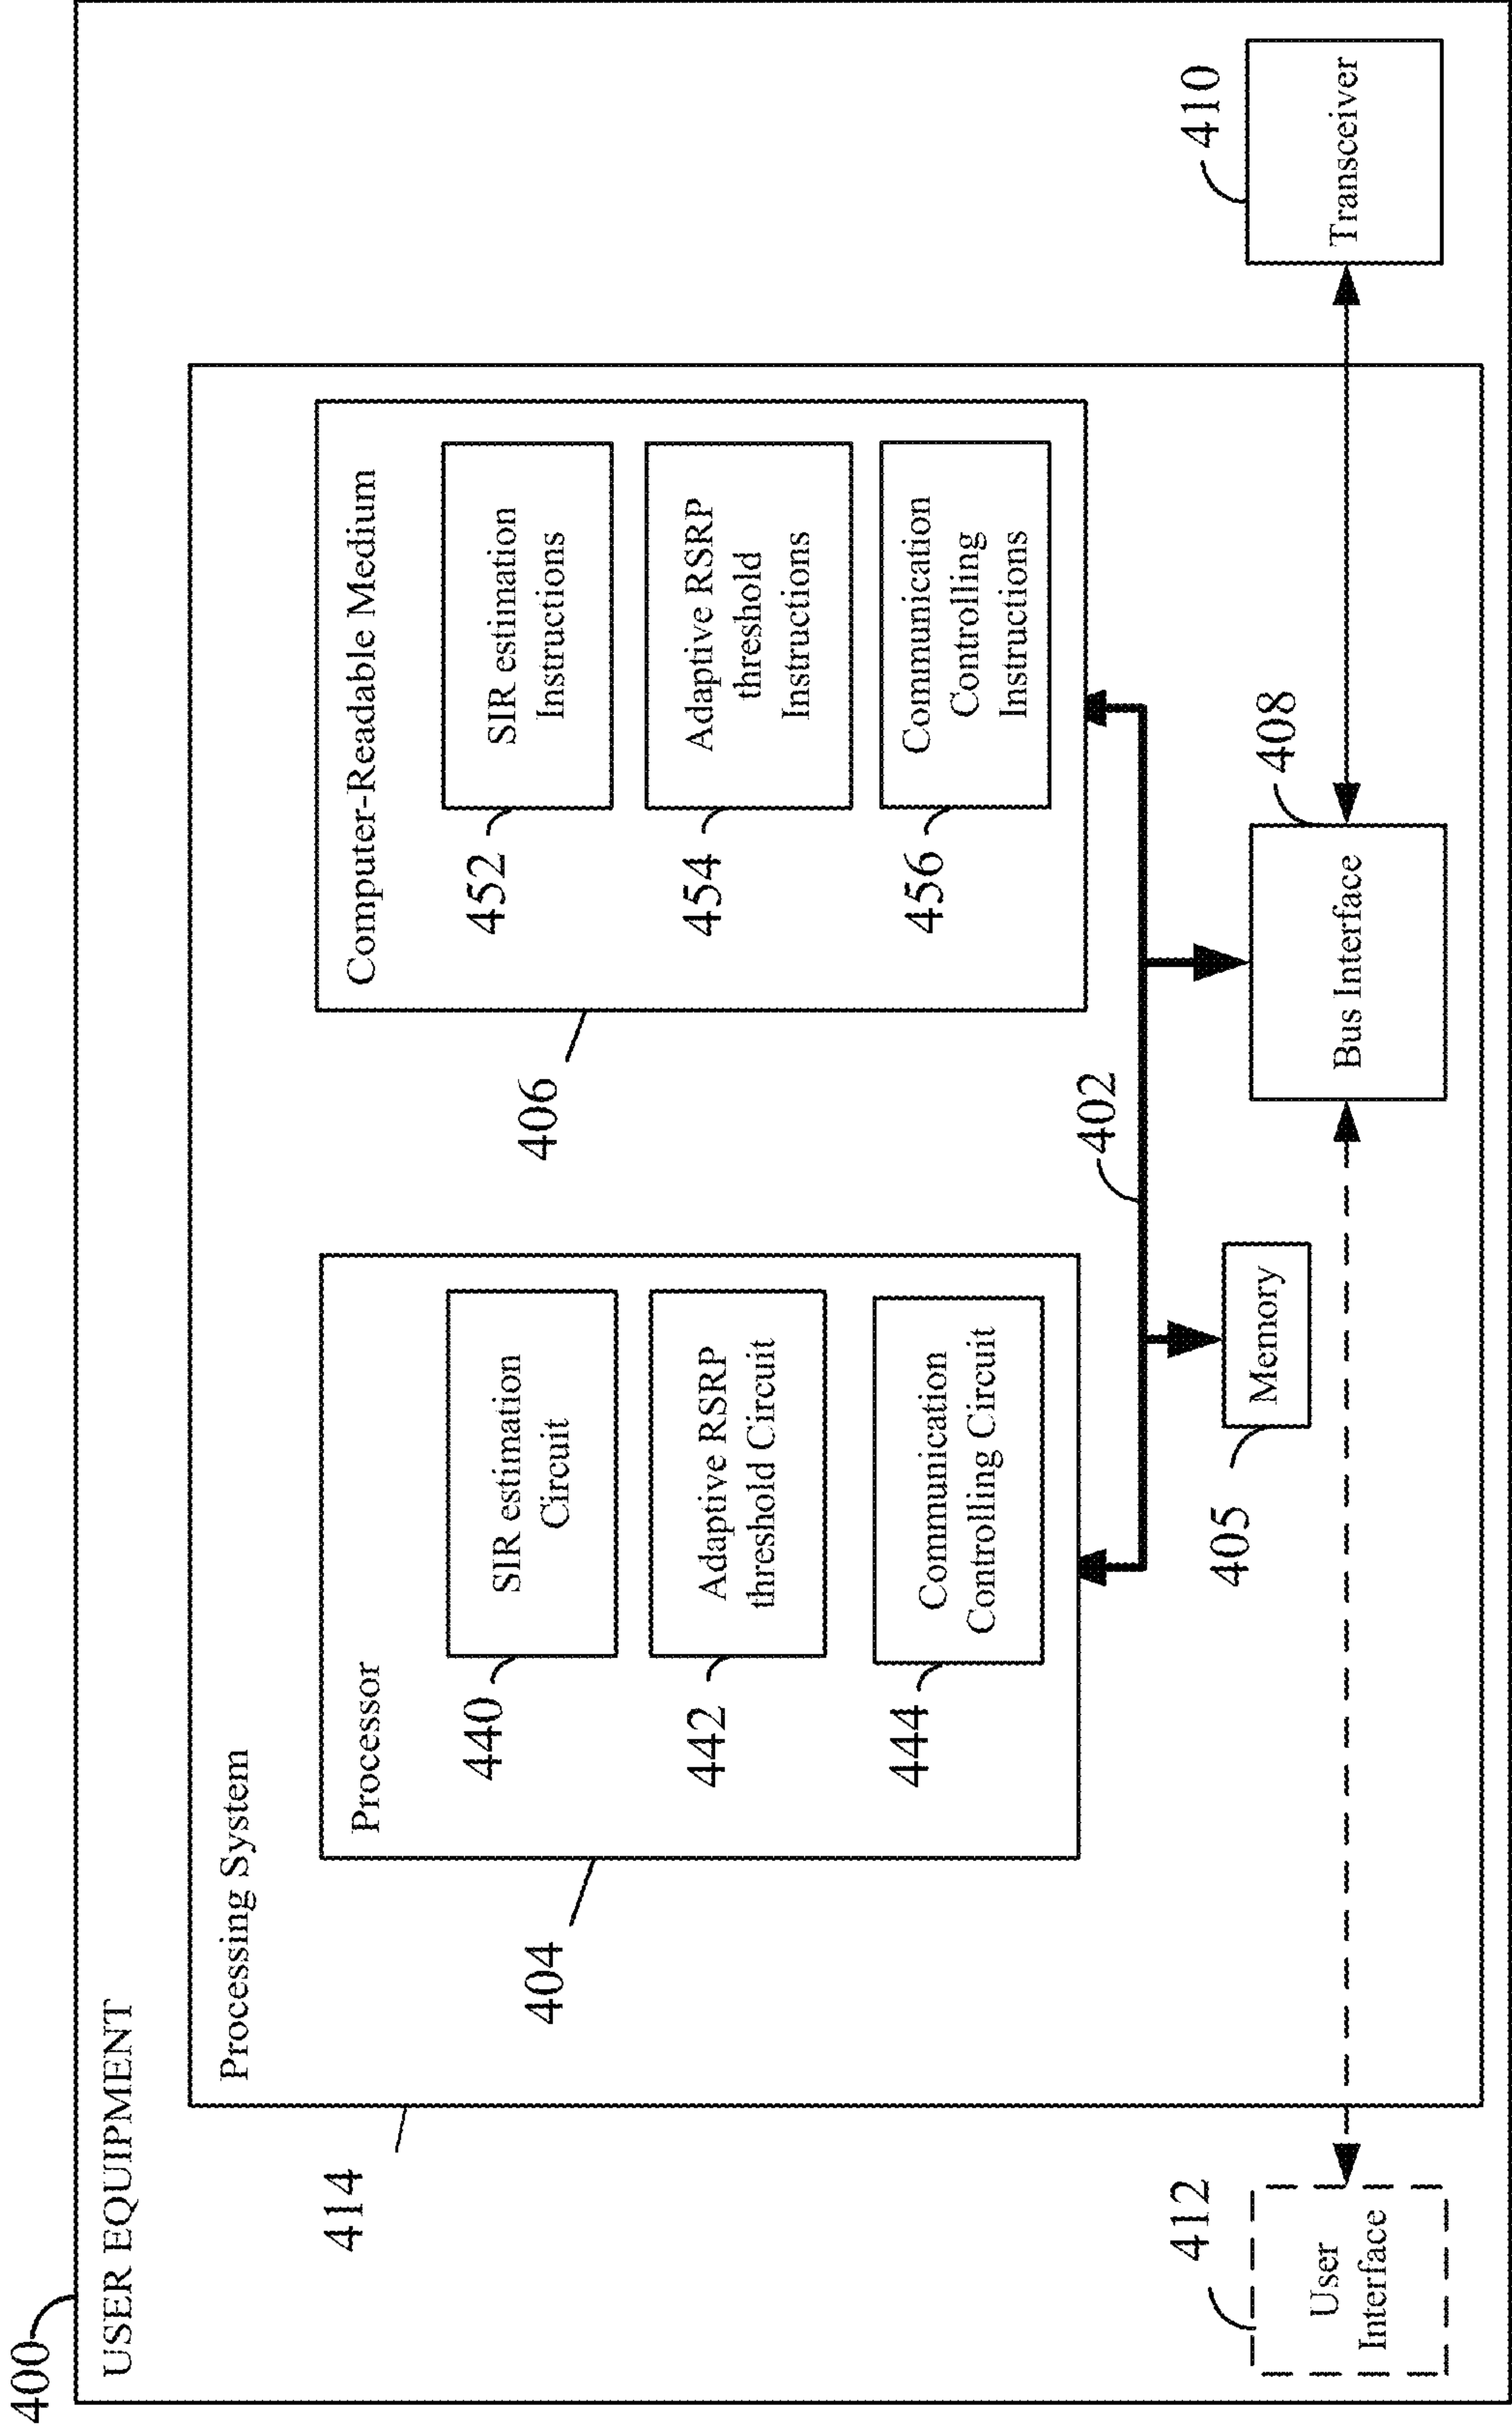 400
USER EQUIPMENT
414
Processing System
404
Processor
440
SIR estimation
Circuit
442
Adaptive RSRP
threshold Circuit
444
Communication
Controlling Circuit
406
Computer-Readable Medium
452
SIR estimation
Instructions
454
Adaptive RSRP
threshold
Instructions
456
Communication
Controlling
Instructions
402
405
Memory
408
Bus Interface
410
Transceiver
412
User
Interface